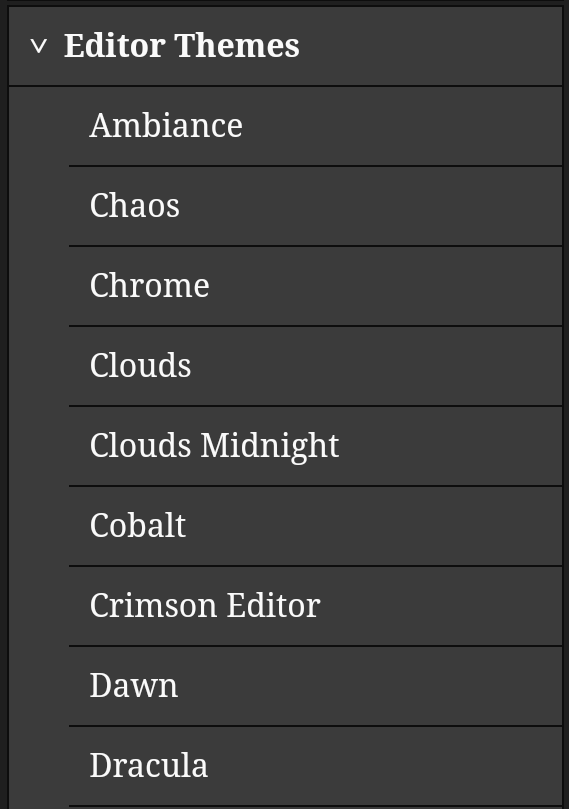 Editor Themes
Ambiance
Chaos
Chrome
Clouds
Clouds Midnight
Cobalt
Crimson Editor
Dawn
Dracula